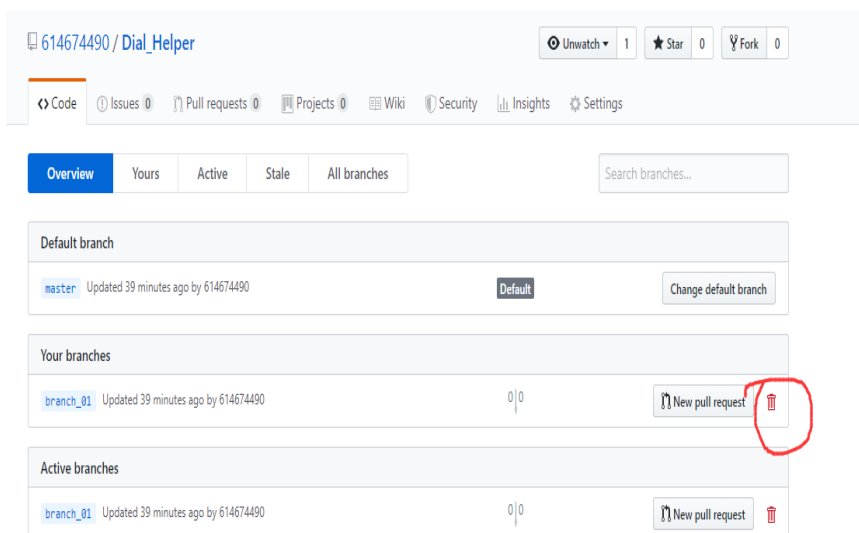 614674490 / Dial_Helper
Unwatch 1 Star 0 Fork 0
Code Issues 0 Pull requests 0 Projects 0 Wiki Security Insights Settings
Overview Yours Active Stale All branches Search branches...
Default branch
master Updated 39 minutes ago by 614674490 Default Change default branch
Your branches
branch_01 Updated 39 minutes ago by 614674490 0|0 New pull request
Active branches
branch_01 Updated 39 minutes ago by 614674490 0|0 New pull request